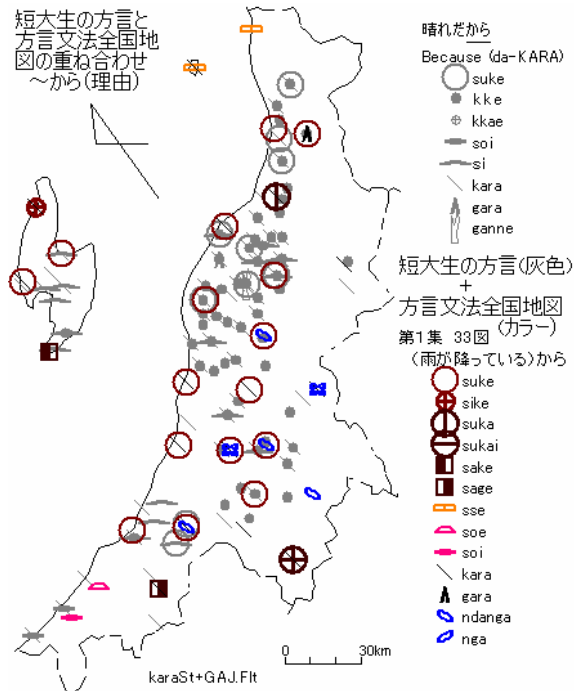 短大生の方言と
方言文法全国地
図の重ね合わせ
～から(理由)
晴れだから
Because (da-KARA)
suke
kke
kkae
soi
si
kara
gara
ganne
短大生の方言(灰色)
+
方言文法全国地図
(カラー)
第1集 33図
(雨が降っている)から
suke
sike
suka
sukai
sake
sage
sse
soe
soi
kara
gara
ndanga
nga
0 30km
karaSt+GAJ.Flt